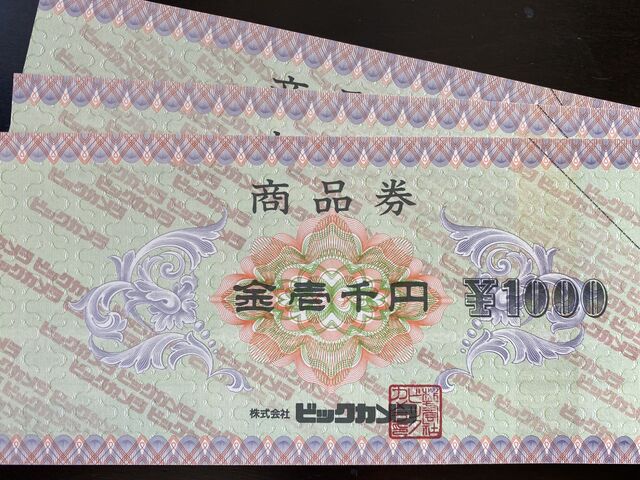 商品券
金壱千円 ¥1000
株式会社 ビックカメラ